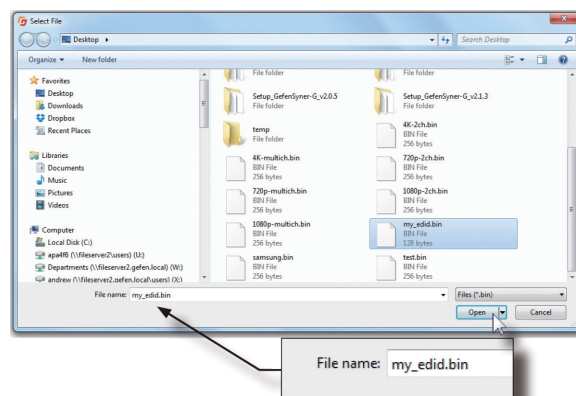 Select File
Desktop
Search Desktop
Organize New folder
Favorites
Desktop
Downloads
Dropbox
Recent Places
Libraries
Documents
Music
Pictures
Videos
Computer
Local Disk (C:)
apa4f6 (\\fileserver2\users) (U:)
Departments (\\fileserver2.gefen.local) (W:)
andrew (\\fileserver2.gefen.local\users) (X:)
File folder
File folder
Setup_GefenSyner-G_v2.0.5
File folder
Setup_GefenSyner-G_v2.1.3
File folder
temp
File folder
4K-2ch.bin
BIN File
256 bytes
4K-multich.bin
BIN File
256 bytes
720p-2ch.bin
BIN File
256 bytes
720p-multich.bin
BIN File
256 bytes
1080p-2ch.bin
BIN File
256 bytes
1080p-multich.bin
BIN File
256 bytes
my_edid.bin
BIN File
128 bytes
samsung.bin
BIN File
256 bytes
test.bin
BIN File
256 bytes
File name: my_edid.bin
Files (*.bin)
Open Cancel
File name: my_edid.bin